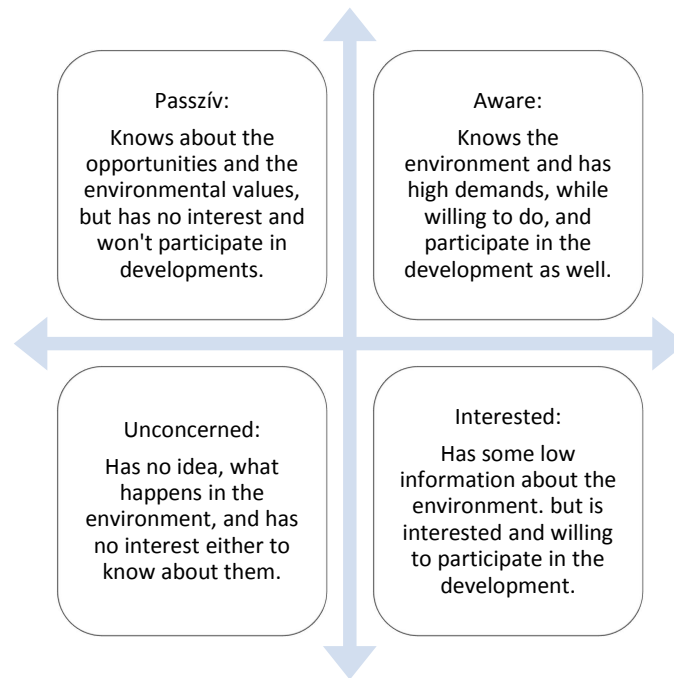 Passzív:
Knows about the
opportunities and the
environmental values,
but has no interest and
won't participate in
developments.
Aware:
Knows the
environment and has
high demands, while
willing to do, and
participate in the
development as well.
Unconcerned:
Has no idea, what
happens in the
environment, and has
no interest either to
know about them.
Interested:
Has some low
information about the
environment. but is
interested and willing
to participate in the
development.